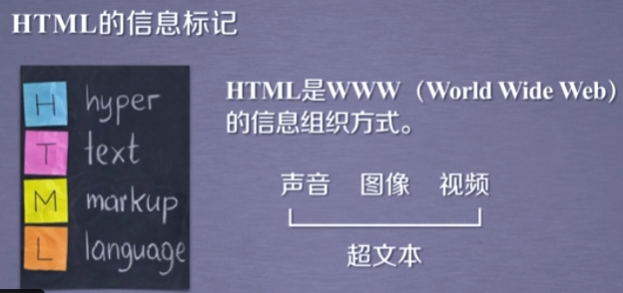 HTML的信息标记
H hyper
T text
M markup
L language
HTML是WWW（World Wide Web）
的信息组织方式。
声音 图像 视频
超文本